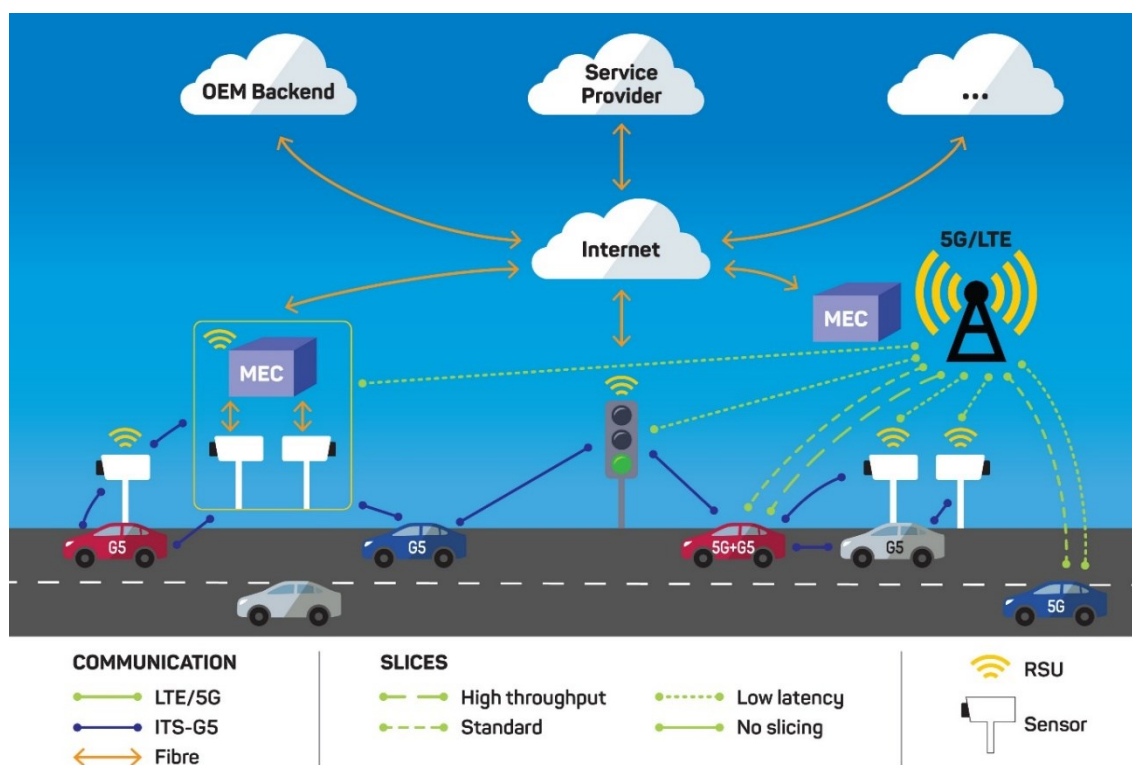 OEM Backend
Service
Provider
...
Internet
5G/LTE
MEC
MEC
G5
G5
5G+G5
G5
5G
COMMUNICATION
LTE/5G
ITS-G5
Fibre
SLICES
High throughput
Standard
Low latency
No slicing
RSU
Sensor